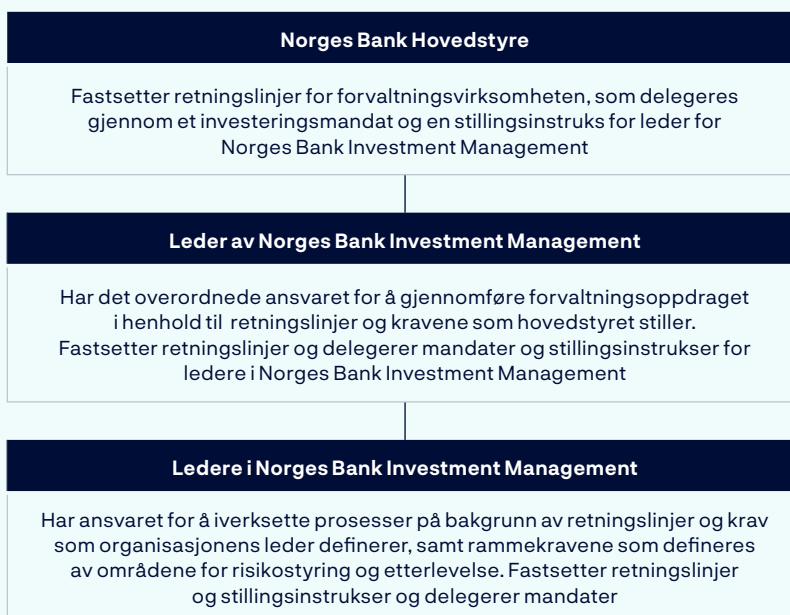 Norges Bank Hovedstyre
Fastsetter retningslinjer for forvaltningsvirksomheten, som delegeres
gjennom et investeringsmandat og en stillingsinstruks for leder for
Norges Bank Investment Management
Leder av Norges Bank Investment Management
Har det overordnede ansvaret for å gjennomføre forvaltningsoppdraget
i henhold til retningslinjer og kravene som hovedstyret stiller.
Fastsetter retningslinjer og delegerer mandater og stillingsinstrukser for
ledere i Norges Bank Investment Management
Ledere i Norges Bank Investment Management
Har ansvaret for å iverksette prosesser på bakgrunn av retningslinjer og krav
som organisasjonens leder definerer, samt rammekravene som defineres
av områdene for risikostyring og etterlevelse. Fastsetter retningslinjer
og stillingsinstrukser og delegerer mandater